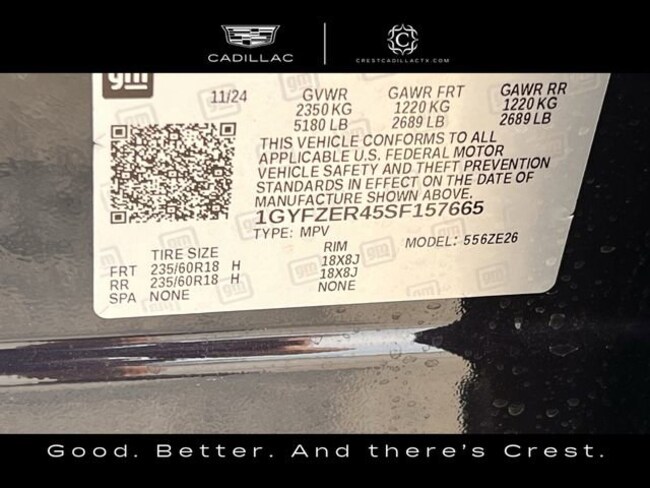 CADILLAC
CRESTCADILLACTX.COM
gm
11/24
GVWR GAWR FRT GAWR RR
2350 KG 1220 KG 1220 KG
5180 LB 2689 LB 2689 LB
THIS VEHICLE CONFORMS TO ALL
APPLICABLE U.S. FEDERAL MOTOR
VEHICLE SAFETY AND THEFT PREVENTION
STANDARDS IN EFFECT ON THE DATE OF
MANUFACTURE SHOWN ABOVE.
1GYFZER45SF157665
TYPE: MPV MODEL: 556ZE26
TIRE SIZE RIM
FRT 235/60R18 H 18X8J
RR 235/60R18 H 18X8J
SPA NONE NONE
Good. Better. And there's Crest.